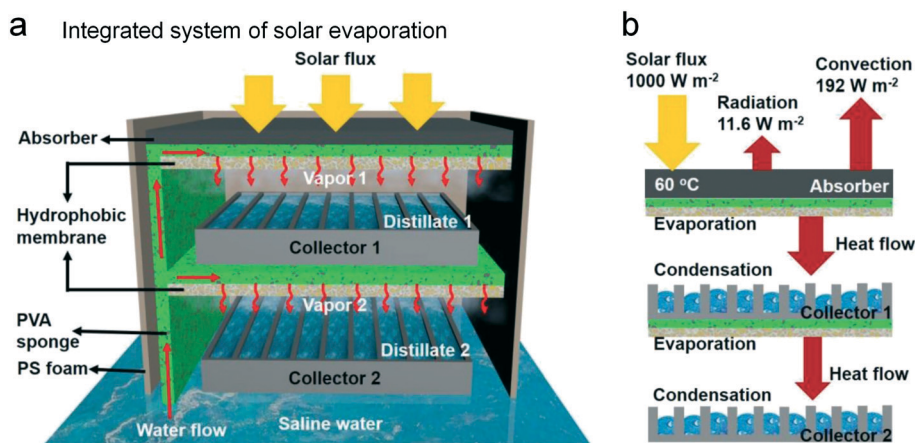 a
Integrated system of solar evaporation
Solar flux
Absorber
Vapor 1
Hydrophobic
membrane
Distillate 1
Collector 1
Vapor 2
PVA
sponge
Distillate 2
PS foam
Collector 2
Water flow
Saline water
b
Solar flux
1000 W m-2
Convection
192 W m-2
Radiation
11.6 W m-2
60 °C
Absorber
Evaporation
Heat flow
Condensation
Collector 1
Evaporation
Heat flow
Condensation
Collector 2